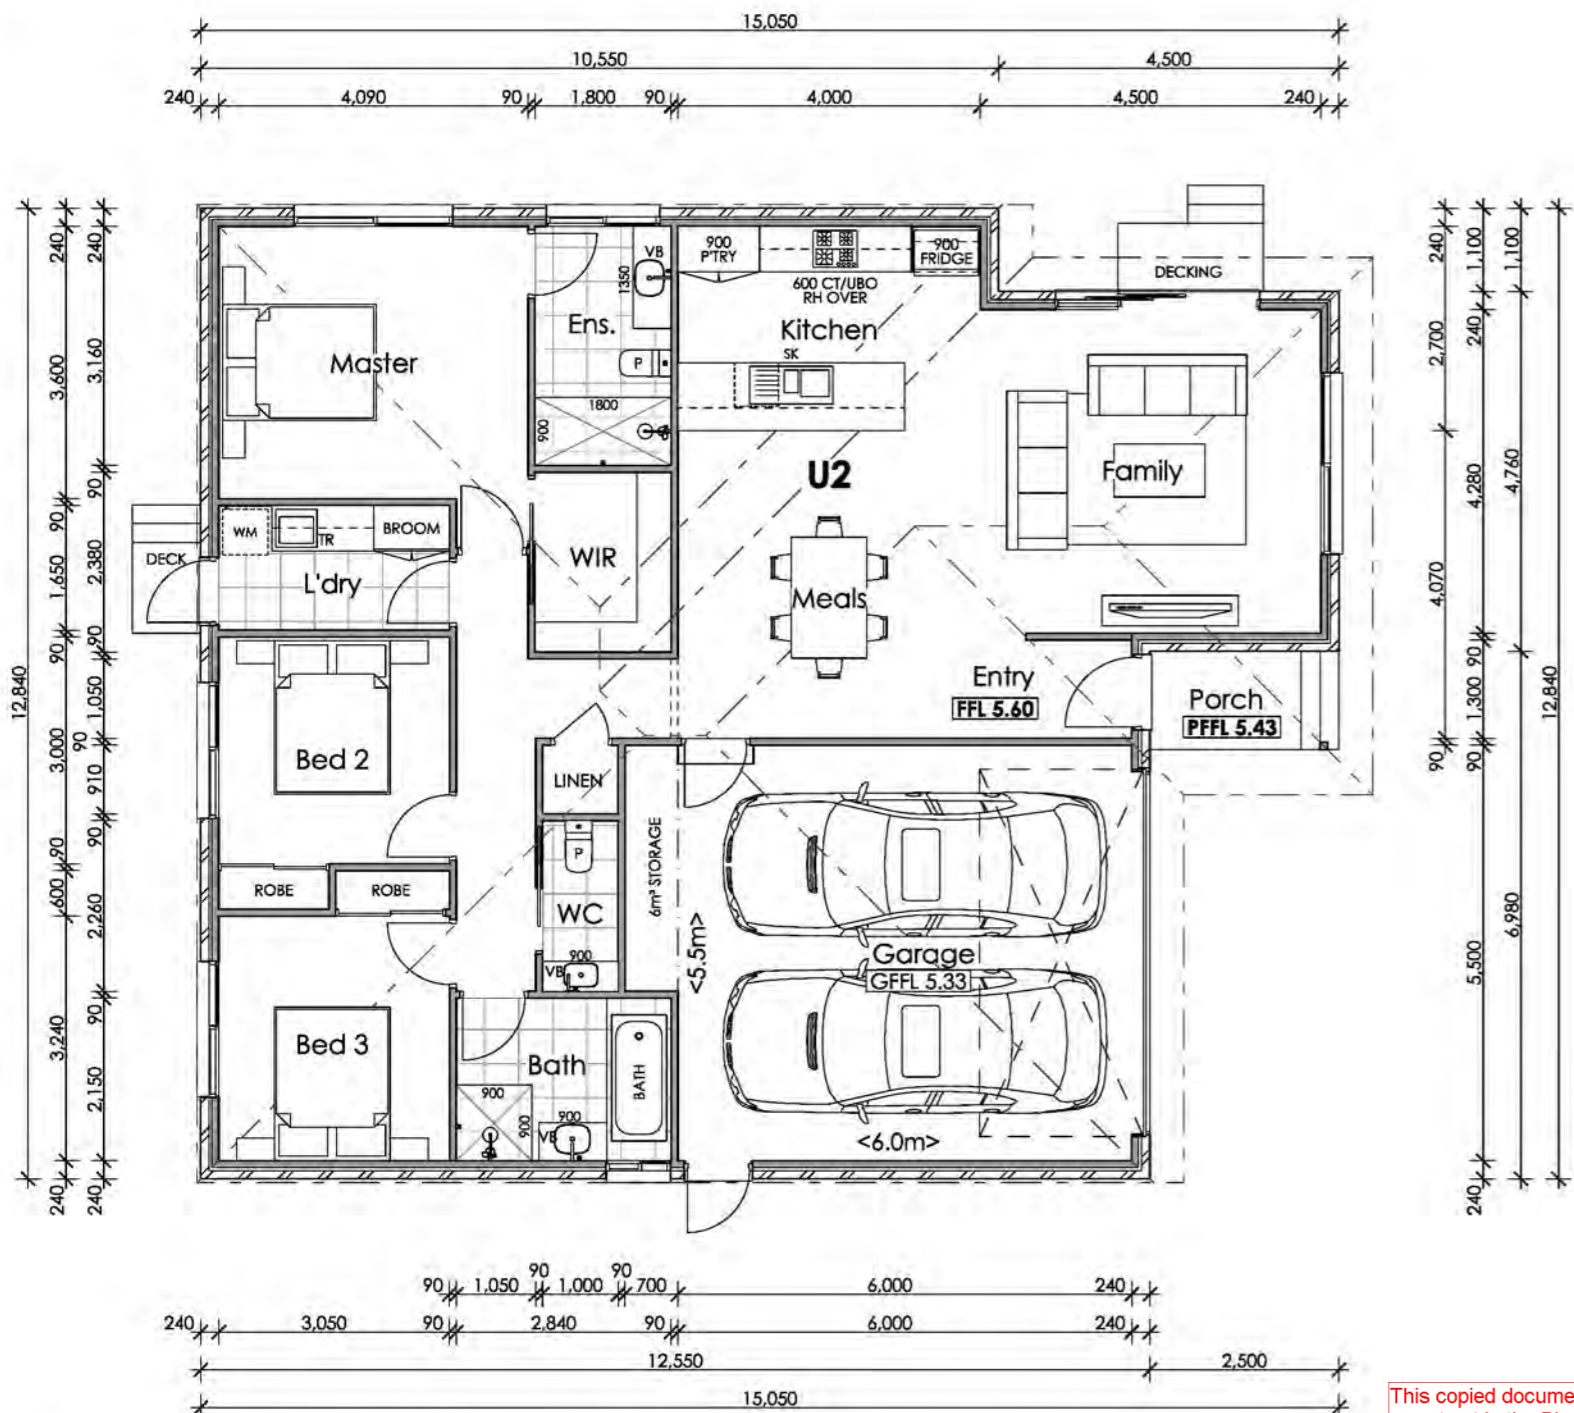 15,050
10,550 4,500
240 4,090 90 1,800 90 4,000 4,500 240
VB
900 P'TRY
900 FRIDGE
1350
600 CT/UBO
RH OVER
DECKING
Ens.
Kitchen
Master
P
SK
1800
900
U2
Family
WM
TR
BROOM
DECK
L'dry
WIR
Meals
Entry
FFL 5.60
Porch
PFFL 5.43
Bed 2
LINEN
P
6m³ STORAGE
ROBE
ROBE
WC
900
VB
<5.5m>
Garage
GFFL 5.33
Bed 3
Bath
BATH
900
900
900
VB
<6.0m>
12,840
240
3,600
90
1,650
90
3,000
90
600
3,240
240
240
3,160
90
2,380
90
1,050
90
910
90
2,260
90
2,150
240
240
2,700
4,070
90
1,100
240
4,280
90
1,300
90
5,500
240
1,100
4,760
6,980
12,840
90 1,050 90 1,000 90 700 6,000 240
240 3,050 90 2,840 90 6,000 240
12,550 2,500
15,050
This copied docume